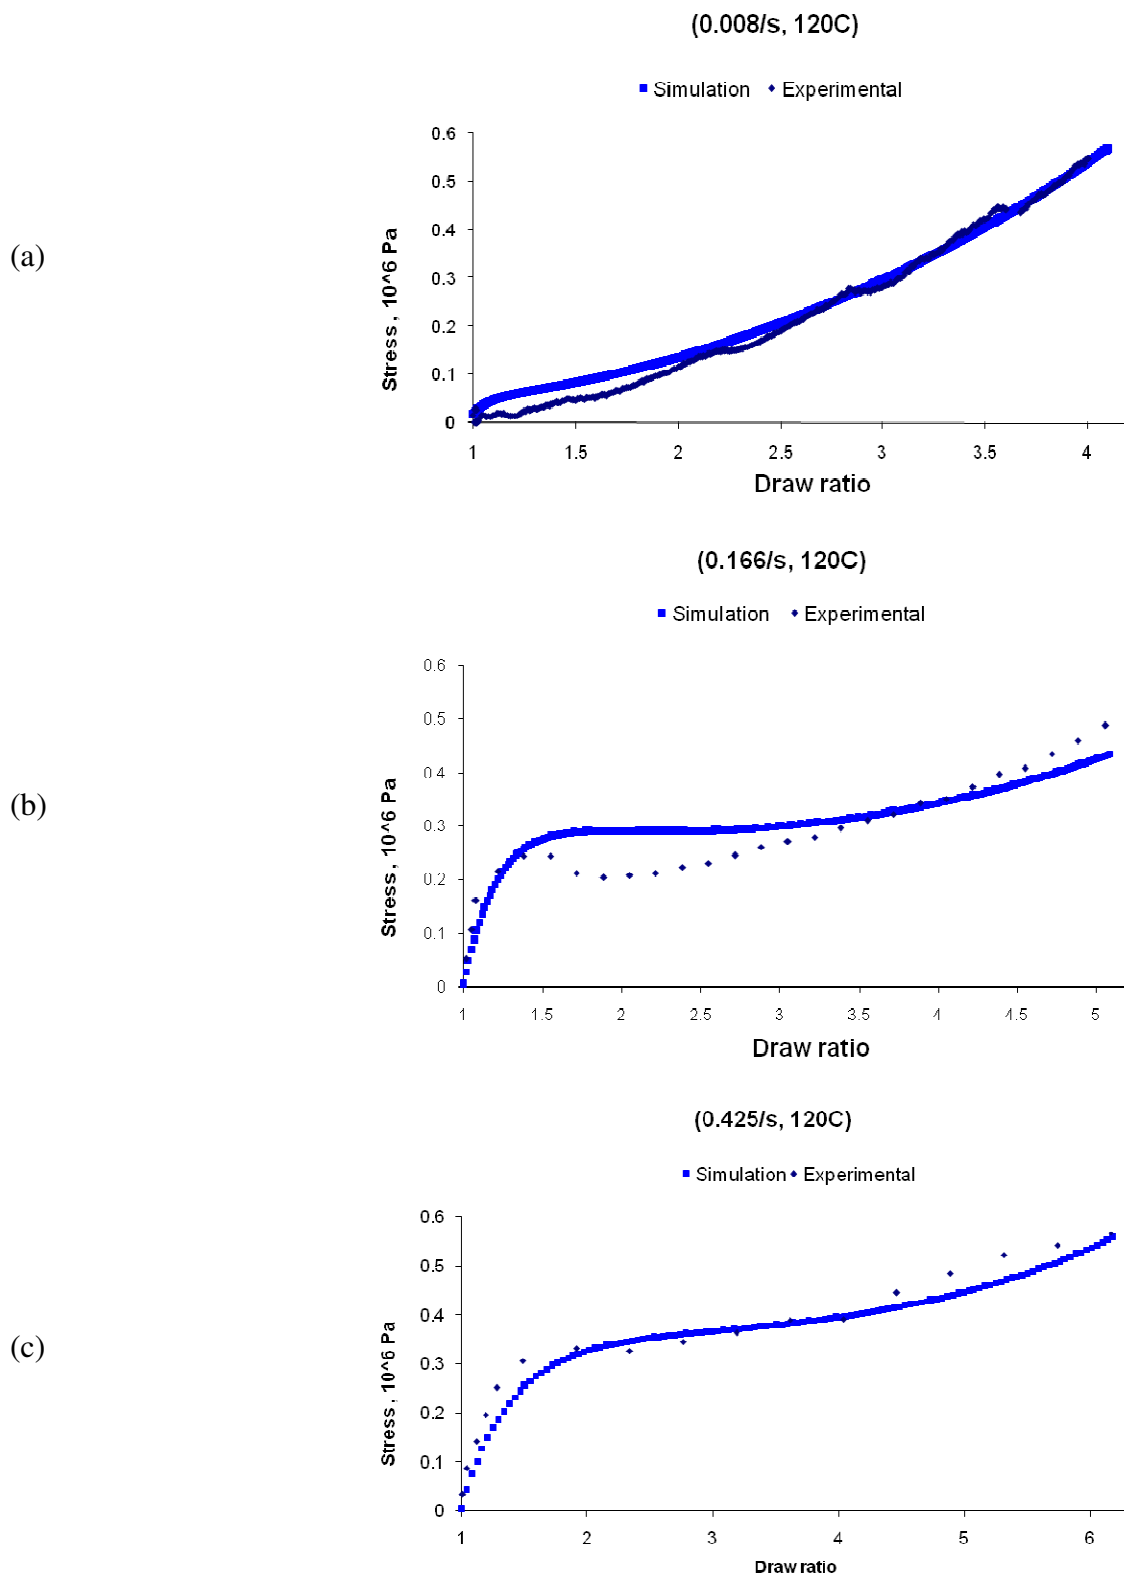 (a)
(0.008/s, 120C)
Simulation Experimental
0.6
0.5
0.4
0.3
0.2
0.1
0
Stress , 10^6 Pa
1 1.5 2 2.5 3 3.5 4
Draw ratio
(b)
(0.166/s, 120C)
Simulation Experimental
0.6
0.5
0.4
0.3
0.2
0.1
0
Stress , 10^6 Pa
1 1.5 2 2.5 3 3.5 4 4.5 5
Draw ratio
(c)
(0.425/s, 120C)
Simulation Experimental
0.6
0.5
0.4
0.3
0.2
0.1
0
Stress , 10^6 Pa
1 2 3 4 5 6
Draw ratio